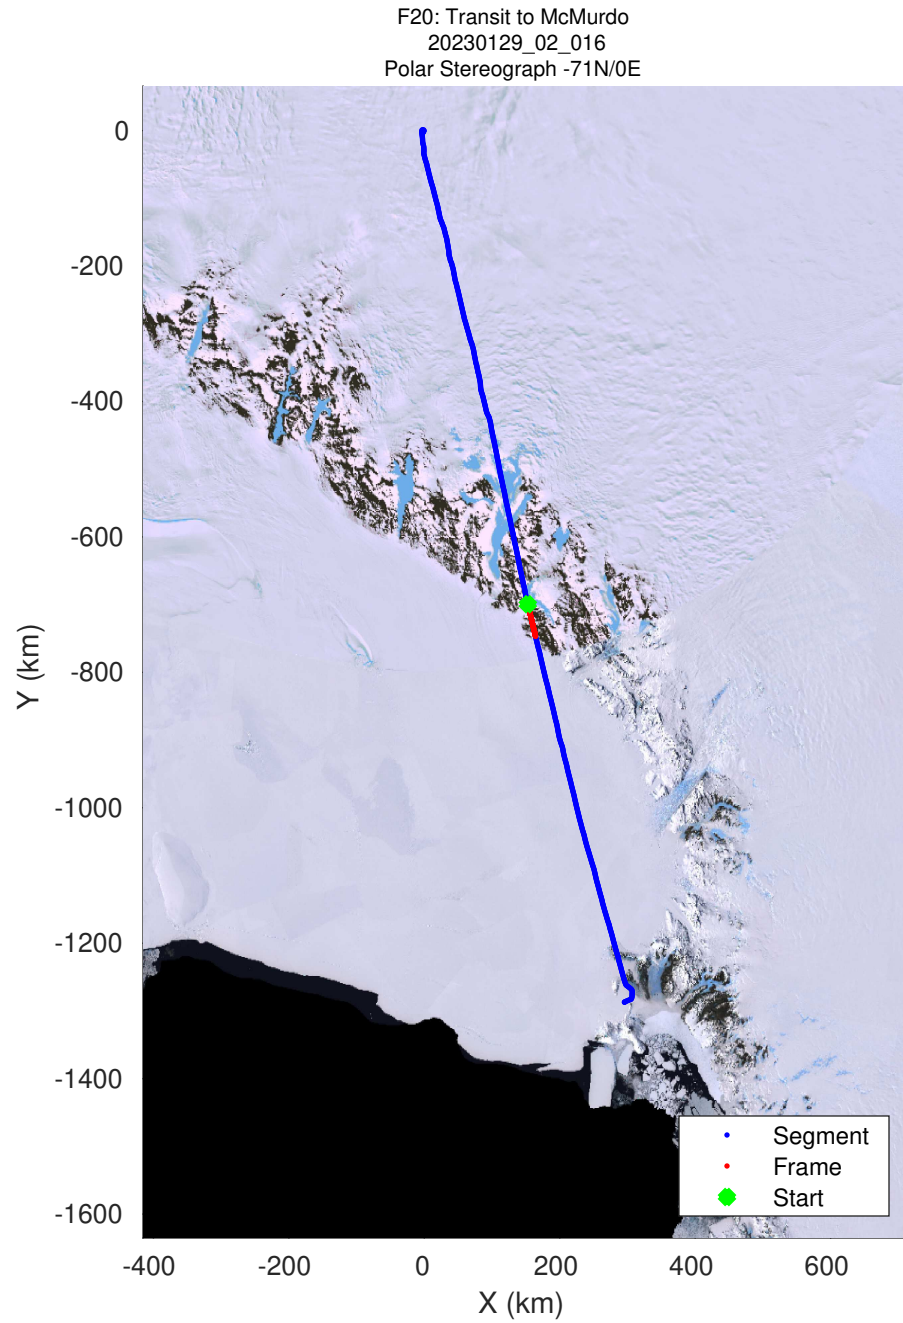 F20: Transit to McMurdo
20230129_02_016
Polar Stereograph -71N/0E
0
-200
-400
-600
-800
-1000
-1200
-1400
-1600
Y (km)
-400
-200
0
200
400
600
X (km)
Segment
Frame
Start